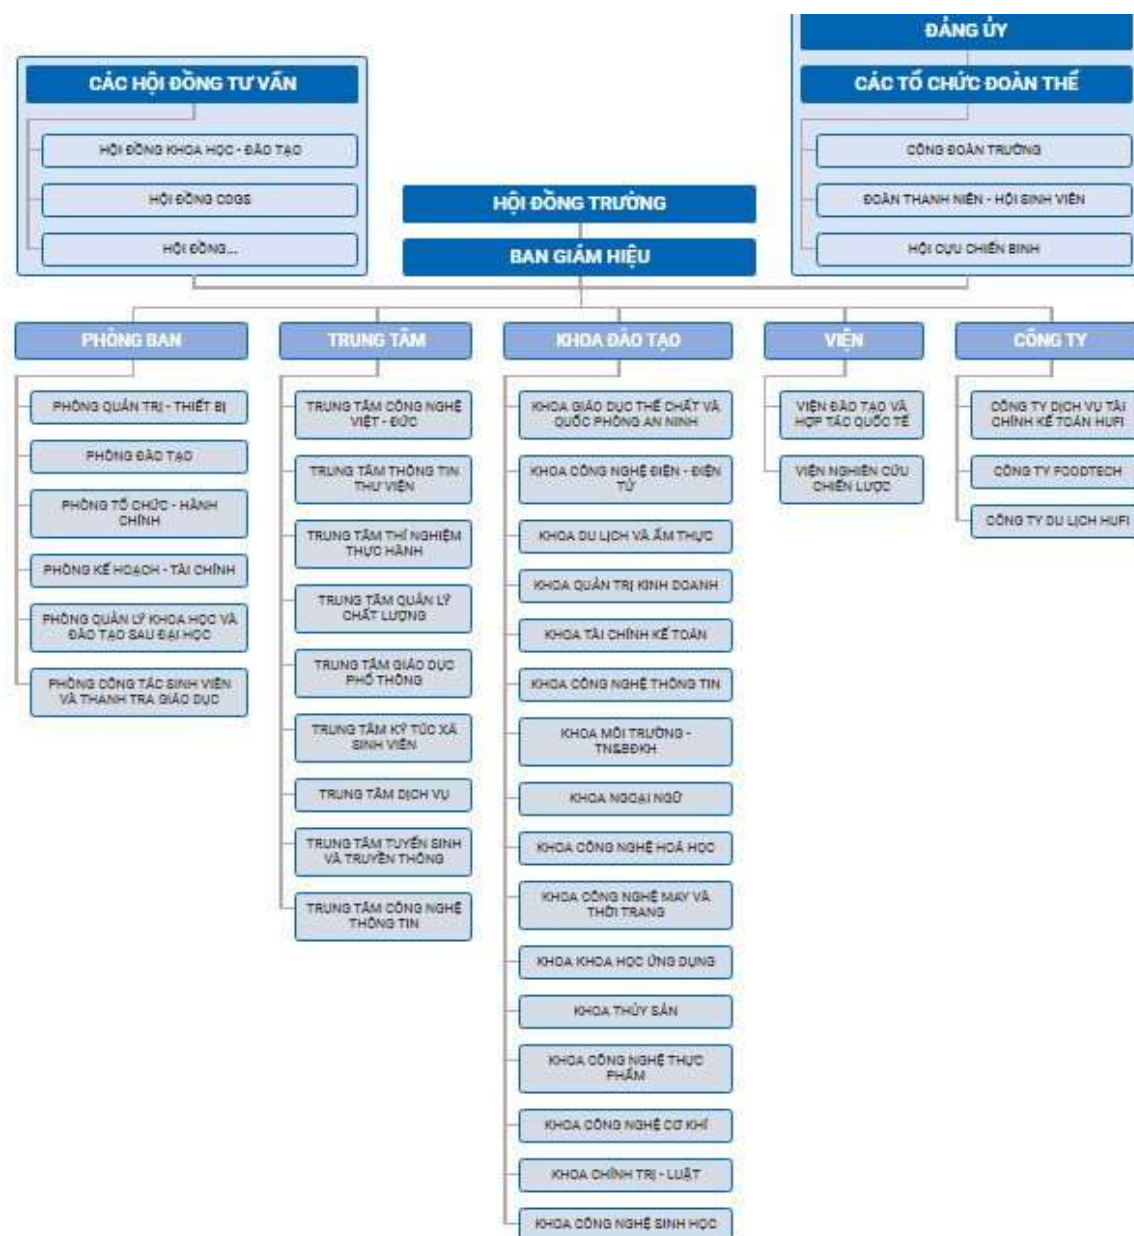 ĐẢNG ỦY
CÁC HỘI ĐỒNG TƯ VẤN
CÁC TỔ CHỨC ĐOÀN THỂ
HỘI ĐỒNG KHOA HỌC - ĐÀO TẠO
HỘI ĐỒNG CDGS
HỘI ĐỒNG...
CÔNG ĐOÀN TRƯỜNG
ĐOÀN THANH NIÊN - HỘI SINH VIÊN
HỘI CỰU CHIẾN BINH
HỘI ĐỒNG TRƯỜNG
BAN GIÁM HIỆU
PHÒNG BAN
PHÒNG QUẢN TRỊ - THIẾT BỊ
PHÒNG ĐÀO TẠO
PHÒNG TỔ CHỨC - HÀNH
CHÍNH
PHÒNG KẾ HOẠCH - TÀI CHÍNH
PHÒNG QUẢN LÝ KHOA HỌC VÀ
ĐÀO TẠO SAU ĐẠI HỌC
PHÒNG CÔNG TÁC SINH VIÊN
VÀ THANH TRA GIÁO DỤC
TRUNG TÂM
TRUNG TÂM CÔNG NGHỆ
VIỆT - ĐỨC
TRUNG TÂM THÔNG TIN
THƯ VIỆN
TRUNG TÂM THÍ NGHIỆM
THỰC HÀNH
TRUNG TÂM QUẢN LÝ
CHẤT LƯỢNG
TRUNG TÂM GIÁO DỤC
PHỔ THÔNG
TRUNG TÂM KÝ TÚC XÁ
SINH VIÊN
TRUNG TÂM DỊCH VỤ
TRUNG TÂM TUYỂN SINH
VÀ TRUYỀN THÔNG
TRUNG TÂM CÔNG NGHỆ
THÔNG TIN
KHOA ĐÀO TẠO
KHOA GIÁO DỤC THỂ CHẤT VÀ
QUỐC PHÒNG AN NINH
KHOA CÔNG NGHỆ ĐIỆN - ĐIỆN
TỬ
KHOA DU LỊCH VÀ ẨM THỰC
KHOA QUẢN TRỊ KINH DOANH
KHOA TÀI CHÍNH KẾ TOÁN
KHOA CÔNG NGHỆ THÔNG TIN
KHOA MÔI TRƯỜNG -
TN&BĐKH
KHOA NGOẠI NGỮ
KHOA CÔNG NGHỆ HOÁ HỌC
KHOA CÔNG NGHỆ MAY VÀ
THỜI TRANG
KHOA KHOA HỌC ỨNG DỤNG
KHOA THỦY SẢN
KHOA CÔNG NGHỆ THỰC
PHẨM
KHOA CÔNG NGHỆ CƠ KHÍ
KHOA CHÍNH TRỊ - LUẬT
KHOA CÔNG NGHỆ SINH HỌC
VIỆN
VIỆN ĐÀO TẠO VÀ
HỢP TÁC QUỐC TẾ
VIỆN NGHIÊN CỨU
CHIẾN LƯỢC
CÔNG TY
CÔNG TY DỊCH VỤ TÀI
CHÍNH KẾ TOÁN HUFI
CÔNG TY FOODTECH
CÔNG TY DU LỊCH HUFI